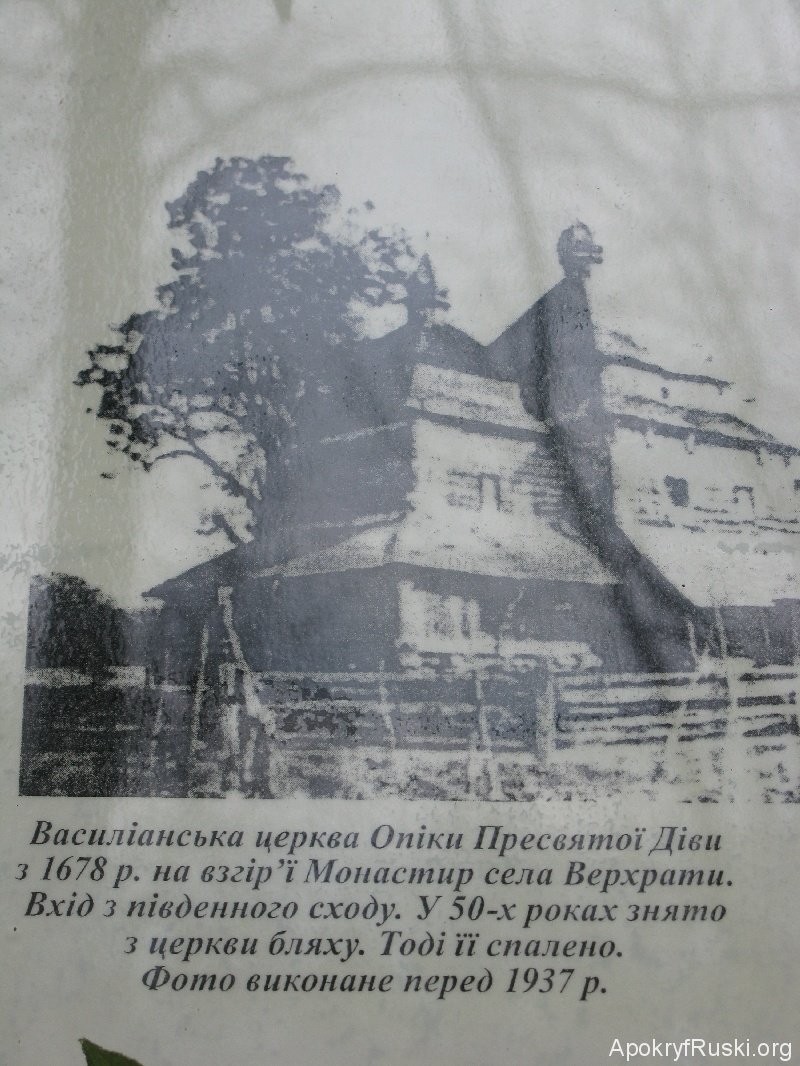 Василіанська церква Опіки Пресвятої Діви
з 1678 р. на взгір’ї Монастир села Верхрати.
Вхід з південного сходу. У 50-х роках знято
з церкви бляху. Тоді її спалено.
Фото виконане перед 1937 р.
ApokryfRuski.org